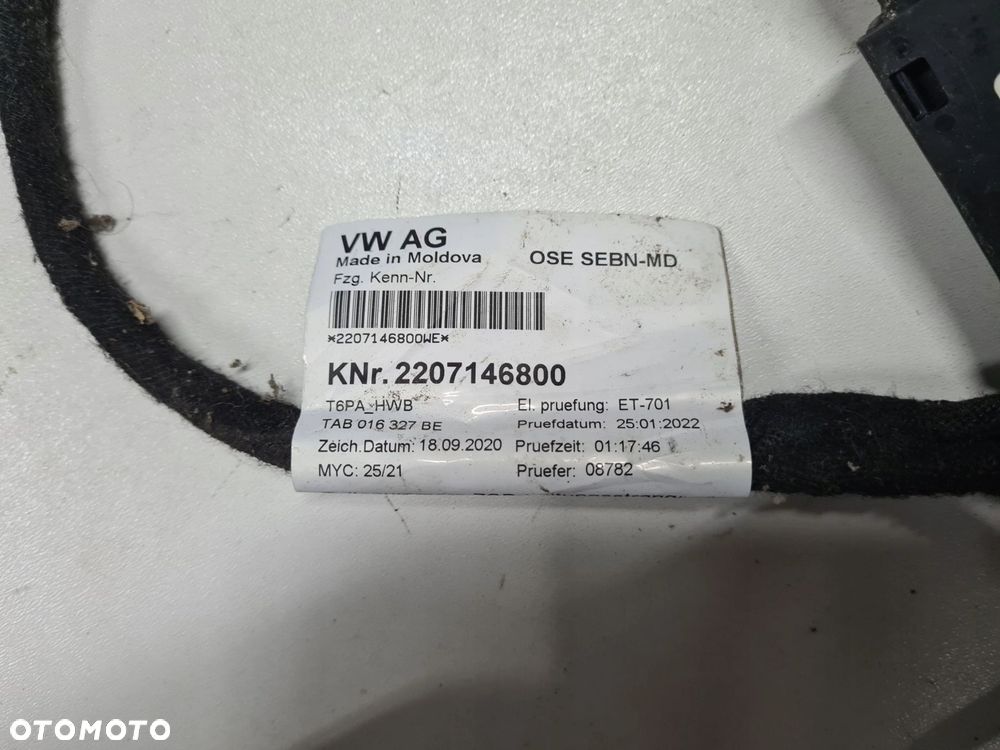 VW AG
Made in Moldova OSE SEBN-MD
Fzg. Kenn-Nr.
*2207146800WE*
KNr. 2207146800
T6PA_HWB El. pruefung: ET-701
TAB 016 327 BE Pruefdatum: 25:01:2022
Zeich.Datum: 18.09.2020 Pruefzeit: 01:17:46
MYC: 25/21 Pruefer: 08782
OTOMOTO